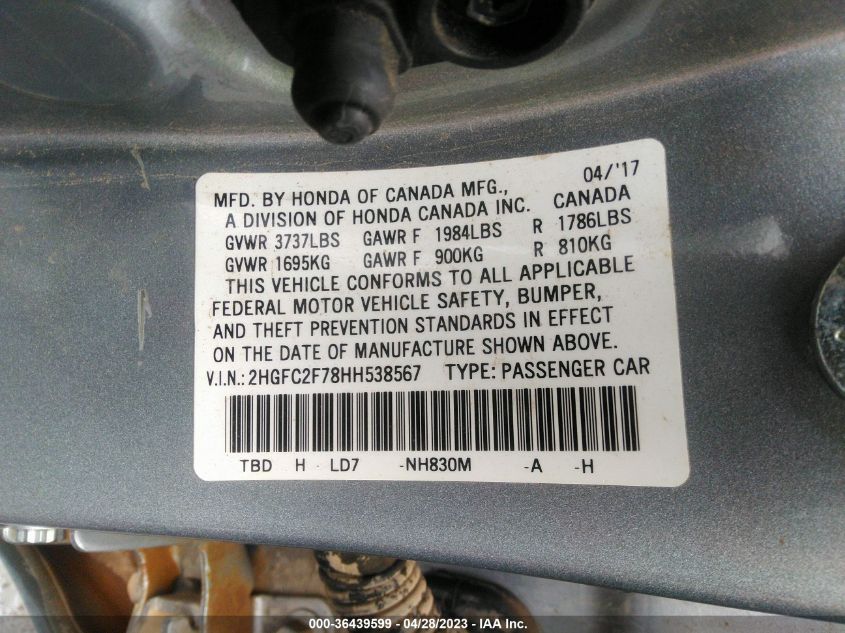 04/'17
MFD. BY HONDA OF CANADA MFG.,
A DIVISION OF HONDA CANADA INC. CANADA
GVWR 3737LBS GAWR F 1984LBS R 1786LBS
GVWR 1695KG GAWR F 900KG R 810KG
THIS VEHICLE CONFORMS TO ALL APPLICABLE
FEDERAL MOTOR VEHICLE SAFETY, BUMPER,
AND THEFT PREVENTION STANDARDS IN EFFECT
ON THE DATE OF MANUFACTURE SHOWN ABOVE.
V.I.N.: 2HGFC2F78HH538567 TYPE: PASSENGER CAR
TBD H LD7 -NH830M -A -H
000-36439599 - 04/28/2023 - IAA Inc.